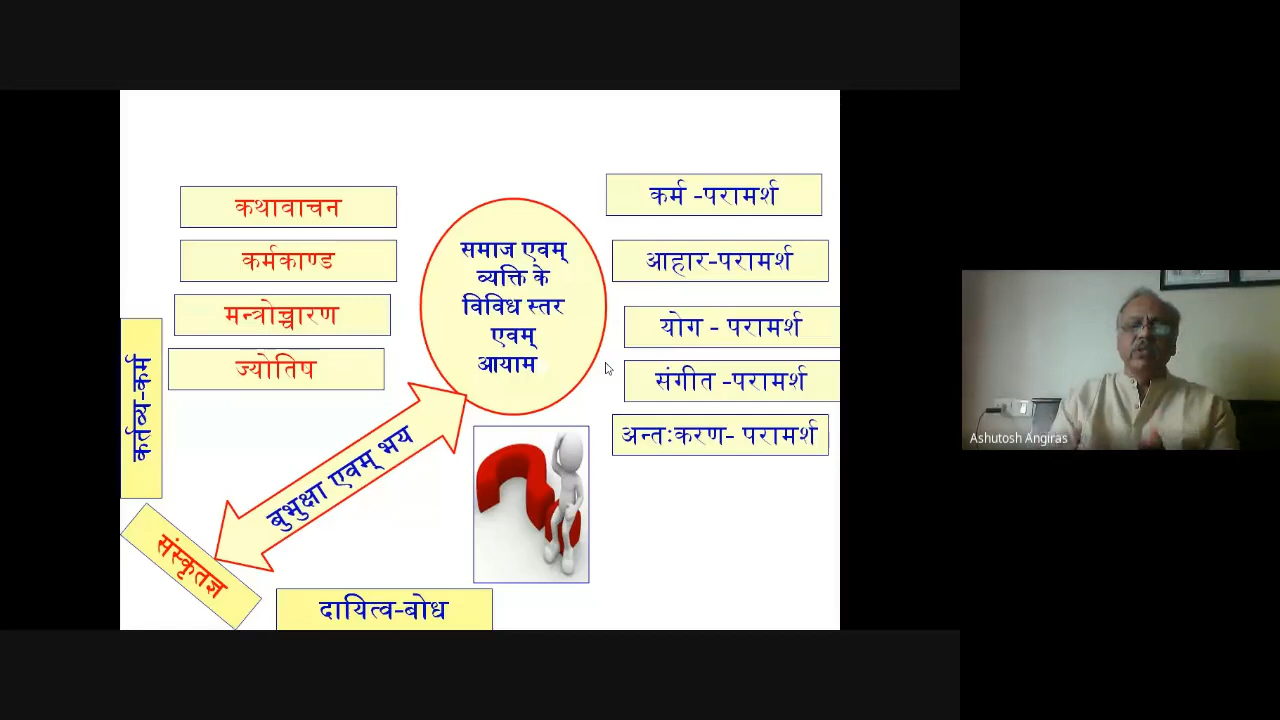 कथावाचन
कर्मकाण्ड
मन्त्रोच्चारण
ज्योतिष
समाज एवम्
व्यक्ति के
विविध स्तर
एवम्
आयाम
कर्म -परामर्श
आहार-परामर्श
योग - परामर्श
संगीत -परामर्श
अन्तःकरण- परामर्श
कर्तव्य-कर्म
बुभुक्षा एवम् भय
संस्कृतज्ञ
दायित्व-बोध
Ashutosh Angiras